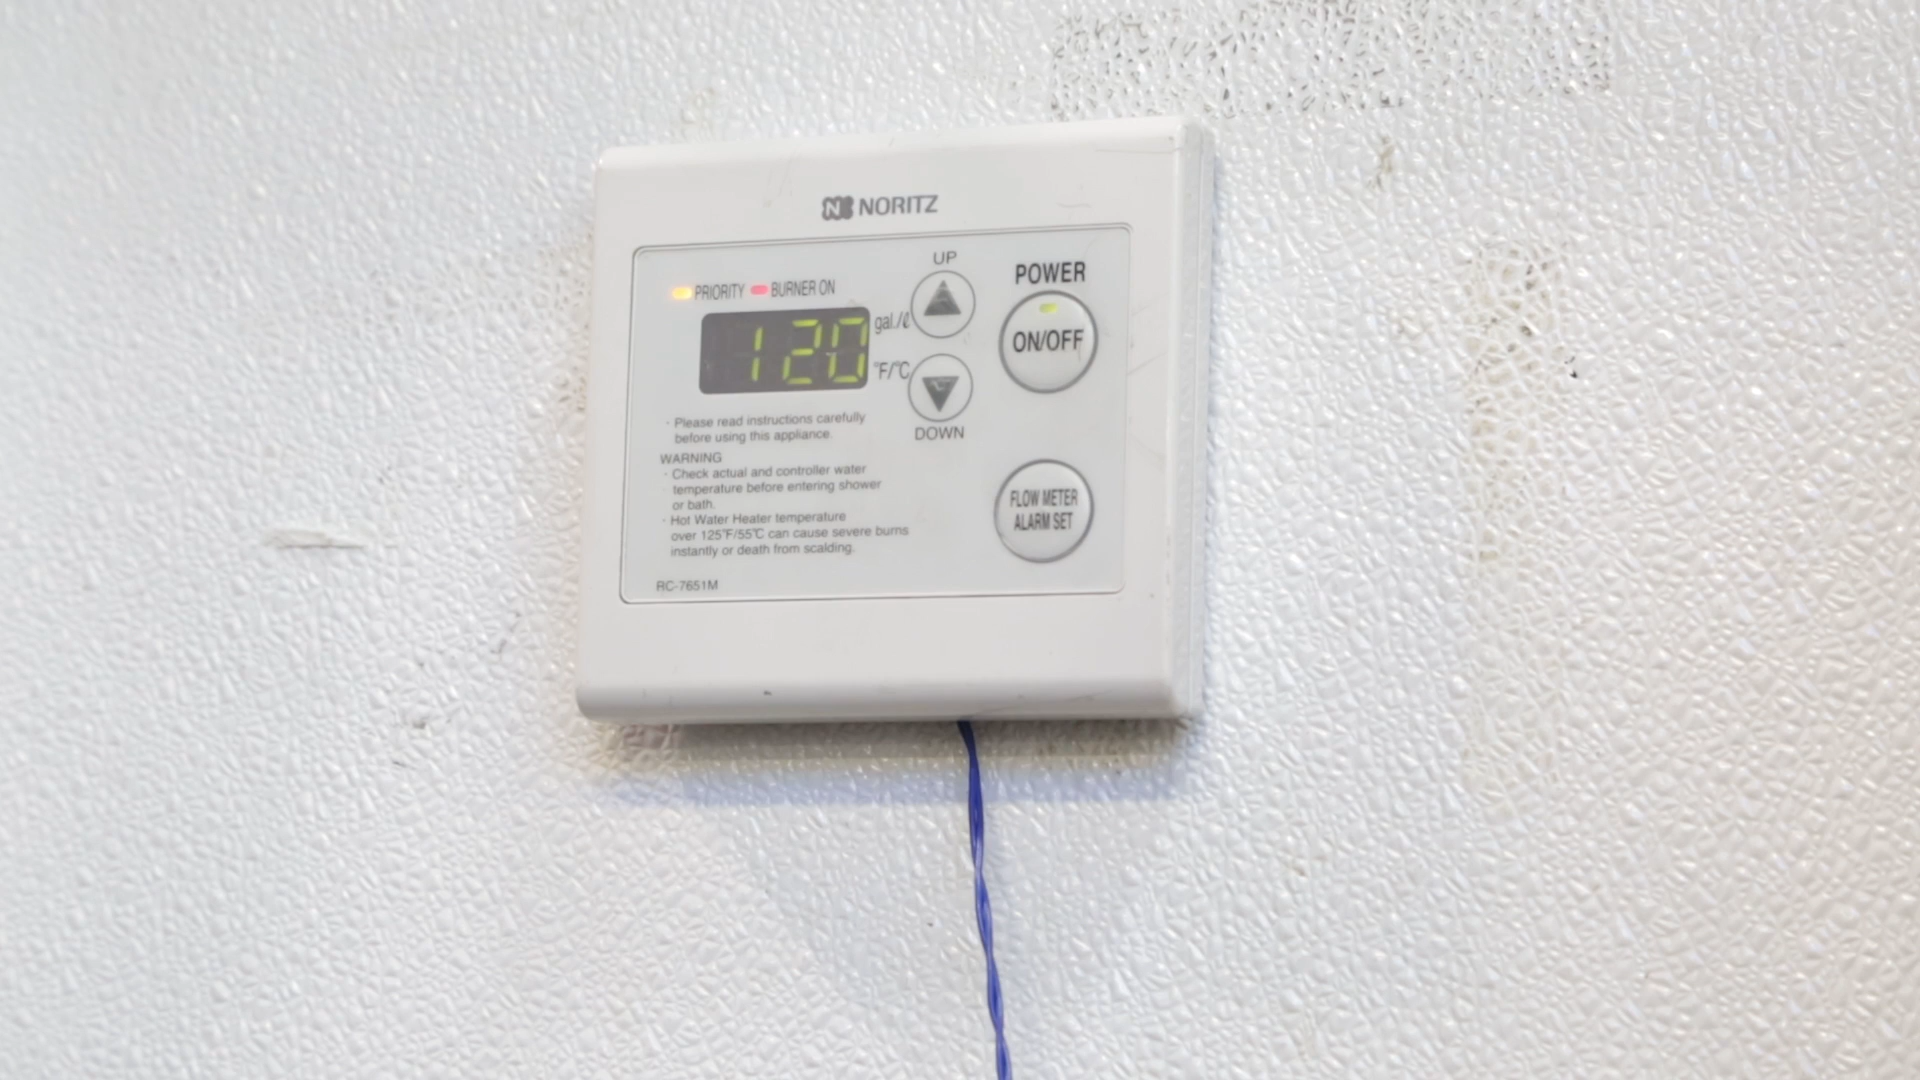 NORITZ
UP
POWER
PRIORITY BURNER ON
gal./ℓ
120
ON/OFF
°F/°C
DOWN
· Please read instructions carefully
before using this appliance.
WARNING
· Check actual and controller water
temperature before entering shower
or bath.
· Hot Water Heater temperature
over 125°F/55°C can cause severe burns
instantly or death from scalding.
FLOW METER
ALARM SET
RC-7651M